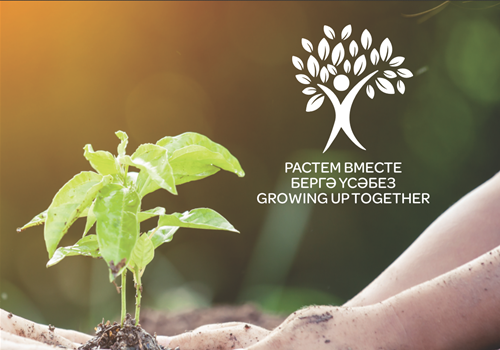 РАСТЕМ ВМЕСТЕ
БЕРГӘ ҮСӘБЕЗ
GROWING UP TOGETHER